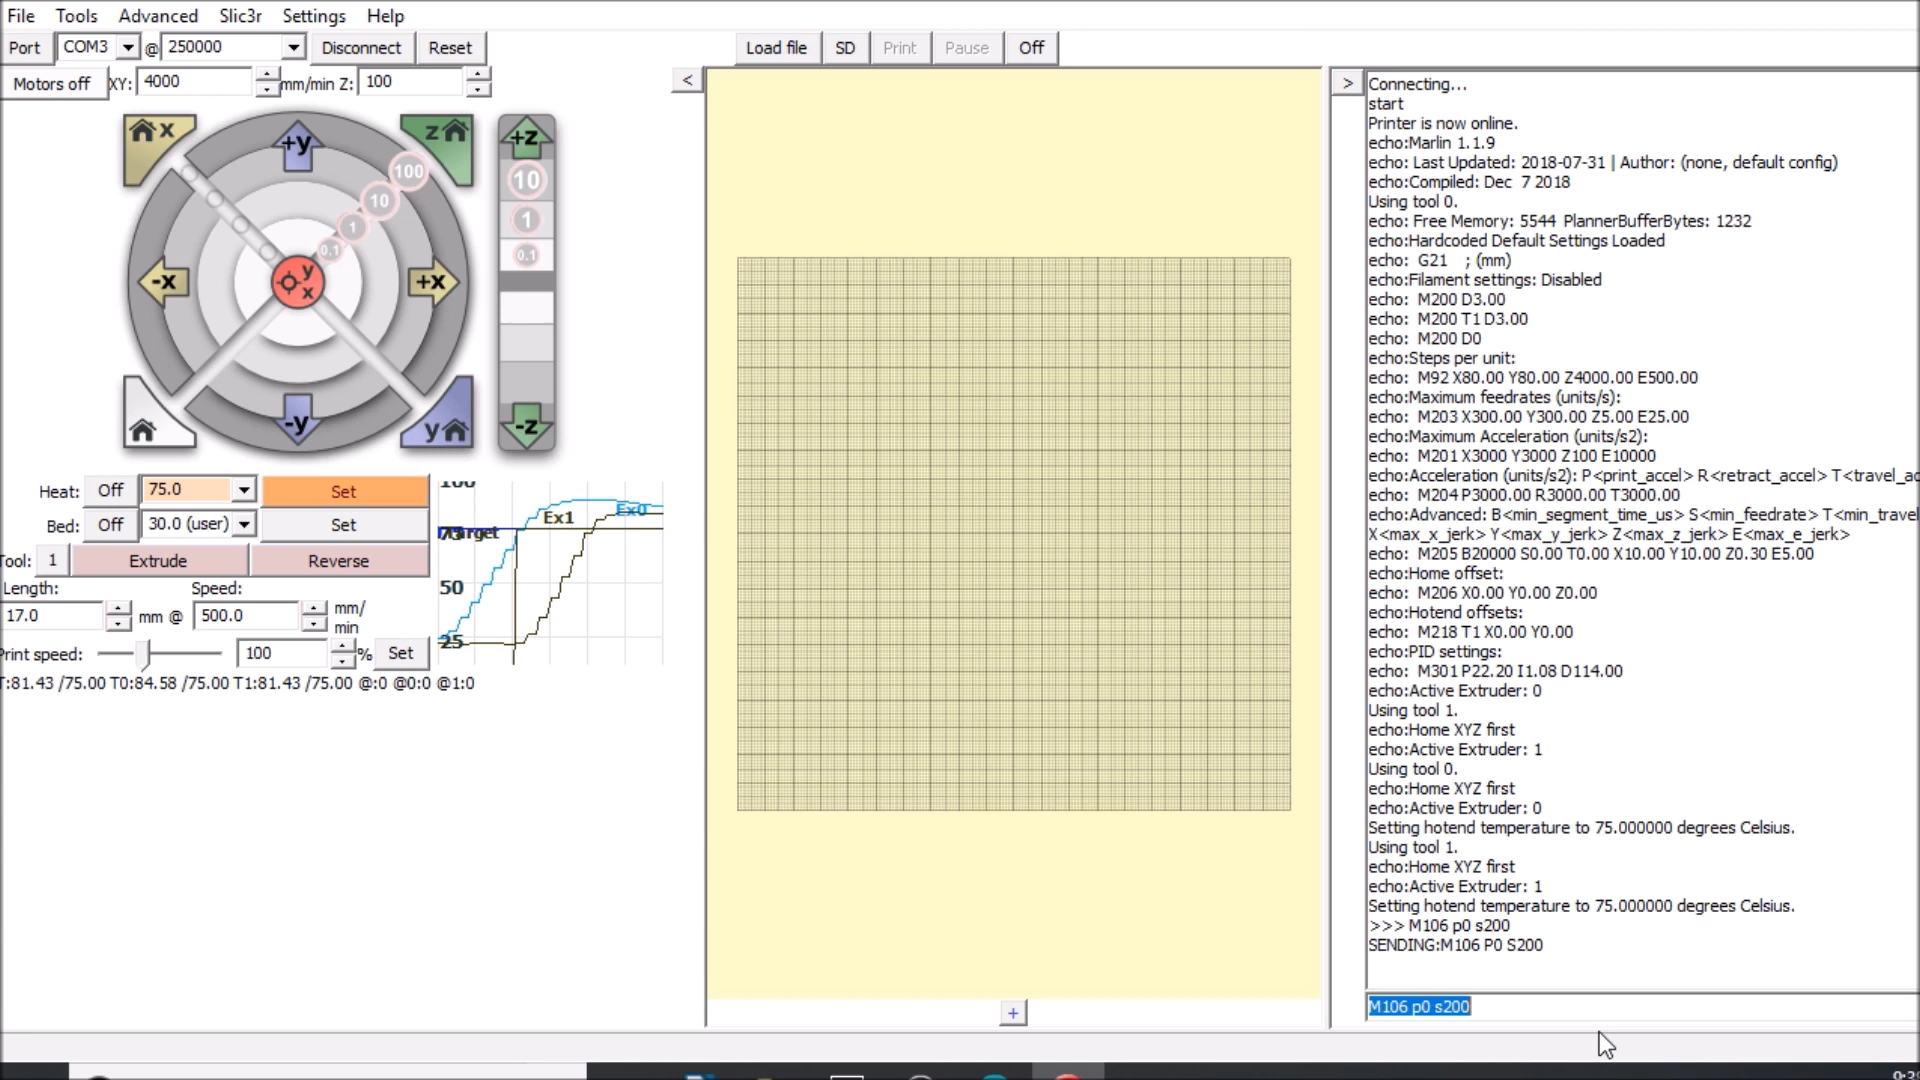 File Tools Advanced Slic3r Settings Help
Port COM3 @ 250000 Disconnect Reset Load file SD Print Pause Off
Motors off XY: 4000 mm/min Z: 100 <
x z
+y
100
10
1
0.1
-x y x +x
-y
y
+z
10
1
0.1
-z
Heat: Off 75.0 Set
Bed: Off 30.0 (user) Set
Tool: 1 Extrude Reverse
Length: Speed:
17.0 mm @ 500.0 mm/
min
Print speed: 100 % Set
T:81.43 /75.00 T0:84.58 /75.00 T1:81.43 /75.00 @:0 @0:0 @1:0
100
Ex1 Ex0
75 Target
50
25
+
>
Connecting...
start
Printer is now online.
echo:Marlin 1.1.9
echo: Last Updated: 2018-07-31 | Author: (none, default config)
echo:Compiled: Dec 7 2018
Using tool 0.
echo: Free Memory: 5544 PlannerBufferBytes: 1232
echo:Hardcoded Default Settings Loaded
echo: G21 ; (mm)
echo:Filament settings: Disabled
echo: M200 D3.00
echo: M200 T1 D3.00
echo: M200 D0
echo:Steps per unit:
echo: M92 X80.00 Y80.00 Z4000.00 E500.00
echo:Maximum feedrates (units/s):
echo: M203 X300.00 Y300.00 Z5.00 E25.00
echo:Maximum Acceleration (units/s2):
echo: M201 X3000 Y3000 Z100 E10000
echo:Acceleration (units/s2): P<print_accel> R<retract_accel> T<travel_ac
echo: M204 P3000.00 R3000.00 T3000.00
echo:Advanced: B<min_segment_time_us> S<min_feedrate> T<min_travel
X<max_x_jerk> Y<max_y_jerk> Z<max_z_jerk> E<max_e_jerk>
echo: M205 B20000 S0.00 T0.00 X10.00 Y10.00 Z0.30 E5.00
echo:Home offset:
echo: M206 X0.00 Y0.00 Z0.00
echo:Hotend offsets:
echo: M218 T1 X0.00 Y0.00
echo:PID settings:
echo: M301 P22.20 I1.08 D114.00
echo:Active Extruder: 0
Using tool 1.
echo:Home XYZ first
echo:Active Extruder: 1
Using tool 0.
echo:Home XYZ first
echo:Active Extruder: 0
Setting hotend temperature to 75.000000 degrees Celsius.
Using tool 1.
echo:Home XYZ first
echo:Active Extruder: 1
Setting hotend temperature to 75.000000 degrees Celsius.
>>> M106 p0 s200
SENDING:M106 P0 S200
M106 p0 s200